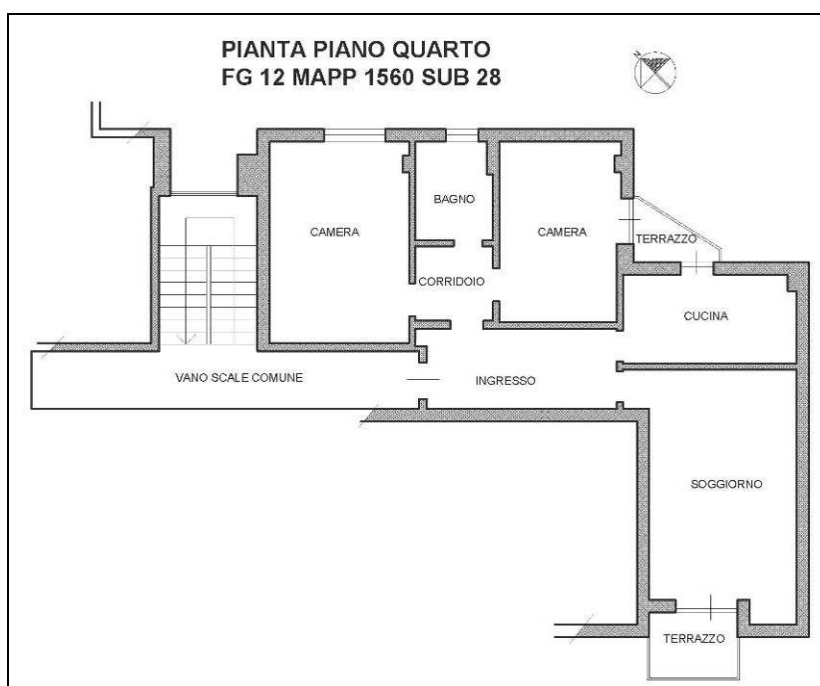 PIANTA PIANO QUARTO
FG 12 MAPP 1560 SUB 28
N
BAGNO
CAMERA
CAMERA
TERRAZZO
CORRIDOIO
CUCINA
VANO SCALE COMUNE
INGRESSO
SOGGIORNO
TERRAZZO